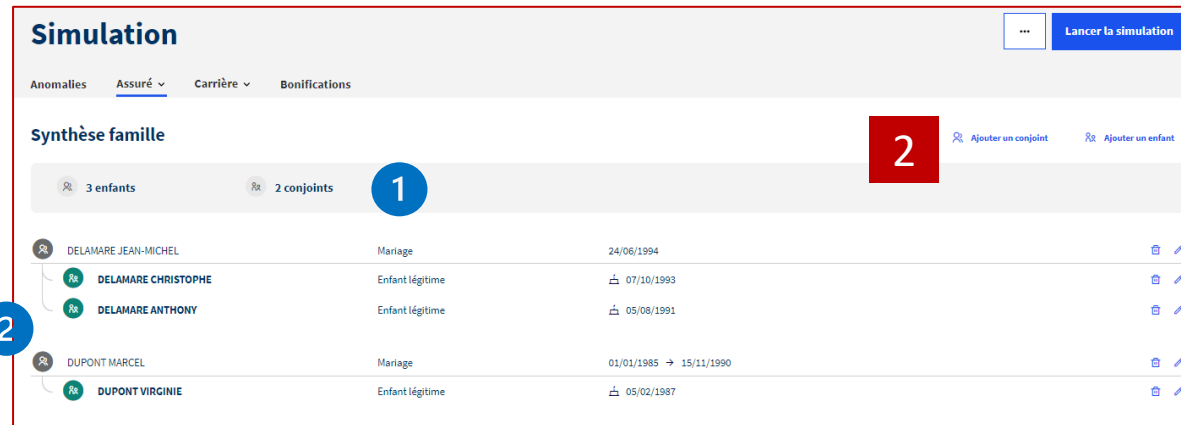 Simulation
... Lancer la simulation
Anomalies Assuré Carrière Bonifications
Synthèse famille
2 Ajouter un conjoint Ajouter un enfant
3 enfants 2 conjoints 1
DELAMARE JEAN-MICHEL Mariage 24/06/1994
DELAMARE CHRISTOPHE Enfant légitime 07/10/1993
DELAMARE ANTHONY Enfant légitime 05/08/1991
2
DUPONT MARCEL Mariage 01/01/1985 → 15/11/1990
DUPONT VIRGINIE Enfant légitime 05/02/1987